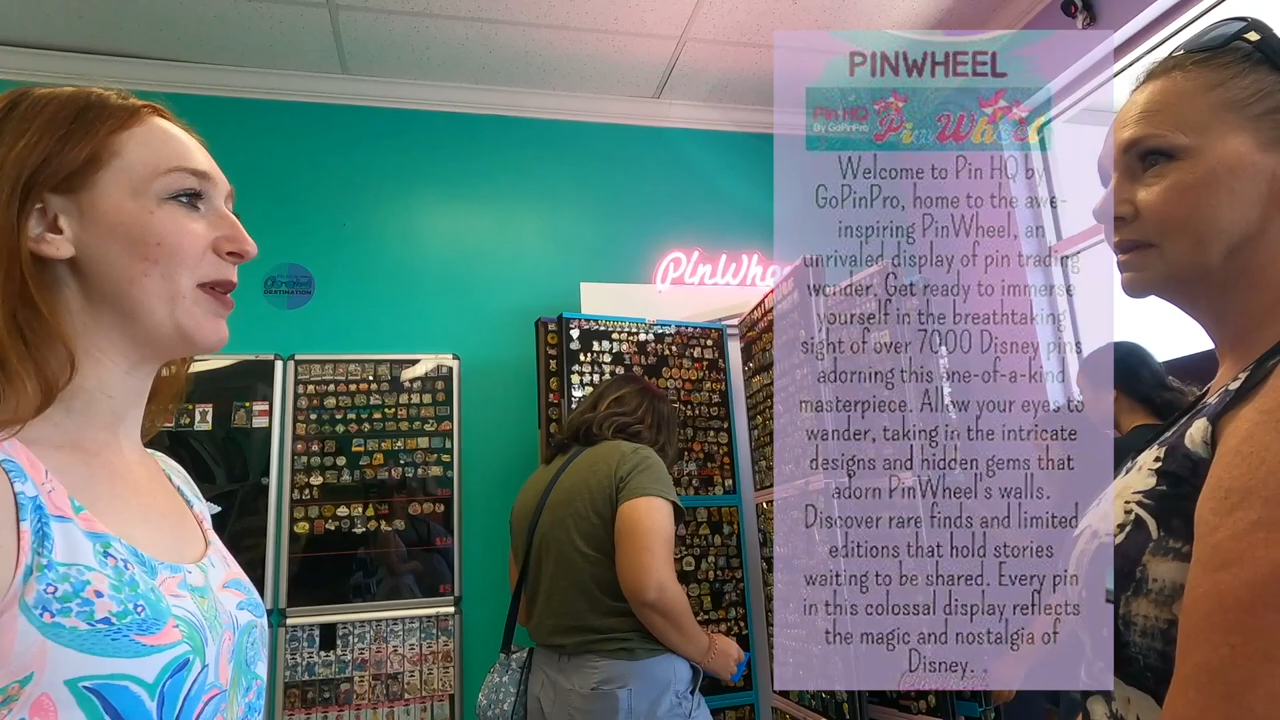 PINWHEEL
Pin HQ
By GoPinPro
PinWheel
Welcome to Pin HQ by
GoPinPro, home to the awe-
inspiring PinWheel, an
unrivaled display of pin trading
wonder. Get ready to immerse
yourself in the breathtaking
sight of over 7000 Disney pins
adorning this one-of-a-kind
masterpiece. Allow your eyes to
wander, taking in the intricate
designs and hidden gems that
adorn PinWheel's walls.
Discover rare finds and limited
editions that hold stories
waiting to be shared. Every pin
in this colossal display reflects
the magic and nostalgia of
Disney.
PinWhe
DESTINATION